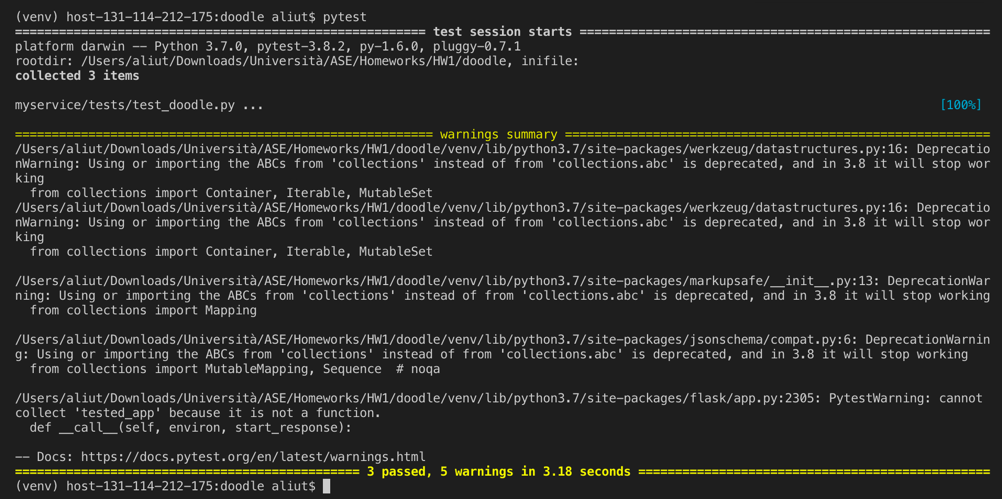 (venv) host-131-114-212-175:doodle aliut$ pytest
======================================================== test session starts ========================================================
platform darwin -- Python 3.7.0, pytest-3.8.2, py-1.6.0, pluggy-0.7.1
rootdir: /Users/aliut/Downloads/Università/ASE/Homeworks/HW1/doodle, inifile:
collected 3 items
myservice/tests/test_doodle.py ... [100%]
========================================================= warnings summary ==========================================================
/Users/aliut/Downloads/Università/ASE/Homeworks/HW1/doodle/venv/lib/python3.7/site-packages/werkzeug/datastructures.py:16: Deprecatio
nWarning: Using or importing the ABCs from 'collections' instead of from 'collections.abc' is deprecated, and in 3.8 it will stop wor
king
  from collections import Container, Iterable, MutableSet
/Users/aliut/Downloads/Università/ASE/Homeworks/HW1/doodle/venv/lib/python3.7/site-packages/werkzeug/datastructures.py:16: Deprecatio
nWarning: Using or importing the ABCs from 'collections' instead of from 'collections.abc' is deprecated, and in 3.8 it will stop wor
king
  from collections import Container, Iterable, MutableSet
/Users/aliut/Downloads/Università/ASE/Homeworks/HW1/doodle/venv/lib/python3.7/site-packages/markupsafe/__init__.py:13: DeprecationWar
ning: Using or importing the ABCs from 'collections' instead of from 'collections.abc' is deprecated, and in 3.8 it will stop working
  from collections import Mapping
/Users/aliut/Downloads/Università/ASE/Homeworks/HW1/doodle/venv/lib/python3.7/site-packages/jsonschema/compat.py:6: DeprecationWarnin
g: Using or importing the ABCs from 'collections' instead of from 'collections.abc' is deprecated, and in 3.8 it will stop working
  from collections import MutableMapping, Sequence  # noqa
/Users/aliut/Downloads/Università/ASE/Homeworks/HW1/doodle/venv/lib/python3.7/site-packages/flask/app.py:2305: PytestWarning: cannot
collect 'tested_app' because it is not a function.
  def __call__(self, environ, start_response):
-- Docs: https://docs.pytest.org/en/latest/warnings.html
=============================================== 3 passed, 5 warnings in 3.18 seconds ================================================
(venv) host-131-114-212-175:doodle aliut$